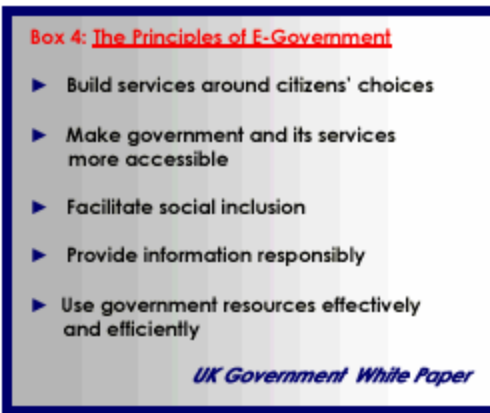 Box 4: The Principles of E-Government
► Build services around citizens' choices
► Make government and its services
more accessible
► Facilitate social inclusion
► Provide information responsibly
► Use government resources effectively
and efficiently
UK Government White Paper